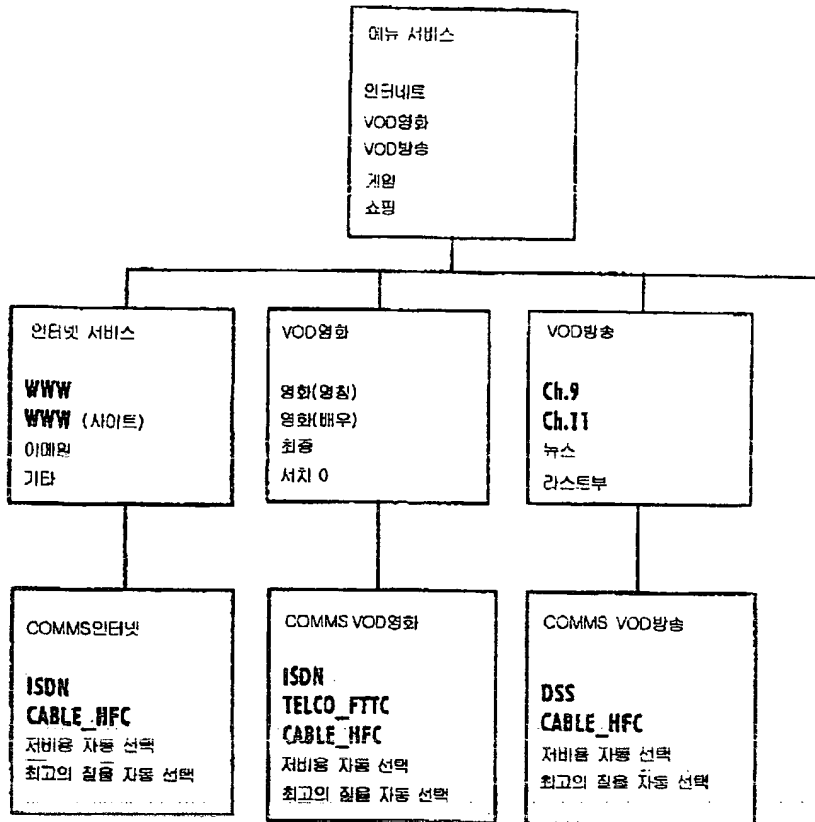 메뉴 서비스
인터네트
VOD영화
VOD방송
게임
쇼핑
인터넷 서비스
WWW
WWW (사이트)
이메일
기타
VOD영화
영화(명칭)
영화(배우)
최종
서치 0
VOD방송
Ch.9
Ch.11
뉴스
라스트부
COMMS인터넷
ISDN
CABLE_HFC
저비용 자동 선택
최고의 질율 자동 선택
COMMS VOD영화
ISDN
TELCO_FTTC
CABLE_HFC
저비용 자동 선택
최고의 질율 자동 선택
COMMS VOD방송
DSS
CABLE_HFC
저비용 자동 선택
최고의 질율 자동 선택